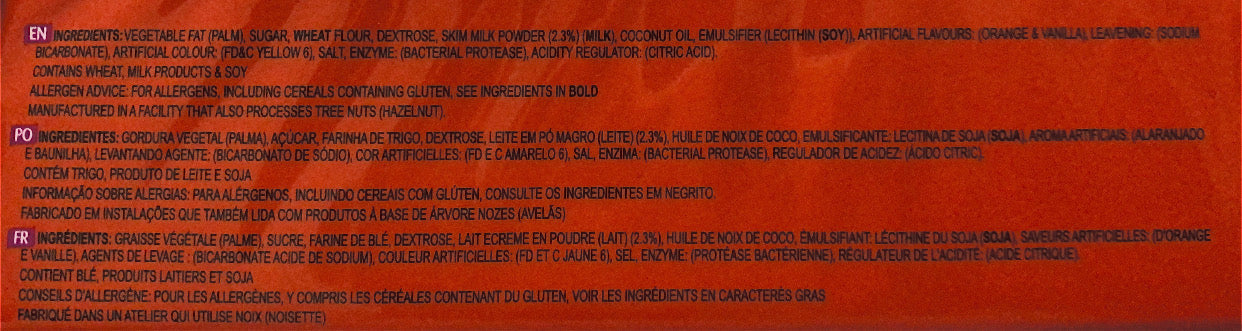 EN INGREDIENTS: VEGETABLE FAT (PALM), SUGAR, WHEAT FLOUR, DEXTROSE, SKIM MILK POWDER (2.3%) (MILK), COCONUT OIL, EMULSIFIER (LECITHIN (SOY)), ARTIFICIAL FLAVOURS: (ORANGE & VANILLA), LEAVENING: (SODIUM
BICARBONATE), ARTIFICIAL COLOUR: (FD&C YELLOW 6), SALT, ENZYME: (BACTERIAL PROTEASE), ACIDITY REGULATOR: (CITRIC ACID).
CONTAINS WHEAT, MILK PRODUCTS & SOY
ALLERGEN ADVICE: FOR ALLERGENS, INCLUDING CEREALS CONTAINING GLUTEN, SEE INGREDIENTS IN BOLD
MANUFACTURED IN A FACILITY THAT ALSO PROCESSES TREE NUTS (HAZELNUT).
PO INGREDIENTES: GORDURA VEGETAL (PALMA), AÇÚCAR, FARINHA DE TRIGO, DEXTROSE, LEITE EM PÓ MAGRO (LEITE) (2.3%), HUILE DE NOIX DE COCO, EMULSIFICANTE: LECITINA DE SOJA (SOJA), AROMA ARTIFICIAIS: (ALARANJADO
E BAUNILHA), LEVANTANDO AGENTE: (BICARBONATO DE SÓDIO), COR ARTIFICIELLES: (FD E C AMARELO 6), SAL, ENZIMA: (BACTERIAL PROTEASE), REGULADOR DE ACIDEZ: (ÁCIDO CITRIC).
CONTÉM TRIGO, PRODUTO DE LEITE E SOJA
INFORMAÇÃO SOBRE ALERGIAS: PARA ALÉRGENOS, INCLUINDO CEREAIS COM GLÚTEN, CONSULTE OS INGREDIENTES EM NEGRITO.
FABRICADO EM INSTALAÇÕES QUE TAMBÉM LIDA COM PRODUTOS À BASE DE ÁRVORE NOZES (AVELÃS)
FR INGRÉDIENTS: GRAISSE VÉGÉTALE (PALME), SUCRE, FARINE DE BLÉ, DEXTROSE, LAIT ECREME EN POUDRE (LAIT) (2.3%), HUILE DE NOIX DE COCO, ÉMULSIFIANT: LÉCITHINE DU SOJA (SOJA), SAVEURS ARTIFICIELLES: (D'ORANGE
E VANILLE), AGENTS DE LEVAGE : (BICARBONATE ACIDE DE SODIUM), COULEUR ARTIFICIELLES: (FD ET C JAUNE 6), SEL, ENZYME: (PROTÉASE BACTÉRIENNE), RÉGULATEUR DE L'ACIDITÉ: (ACIDE CITRIQUE).
CONTIENT BLÉ, PRODUITS LAITIERS ET SOJA
CONSEILS D'ALLERGÈNE: POUR LES ALLERGÈNES, Y COMPRIS LES CÉRÉALES CONTENANT DU GLUTEN, VOIR LES INGRÉDIENTS EN CARACTERÈS GRAS
FABRIQUÉ DANS UN ATELIER QUI UTILISE NOIX (NOISETTE)